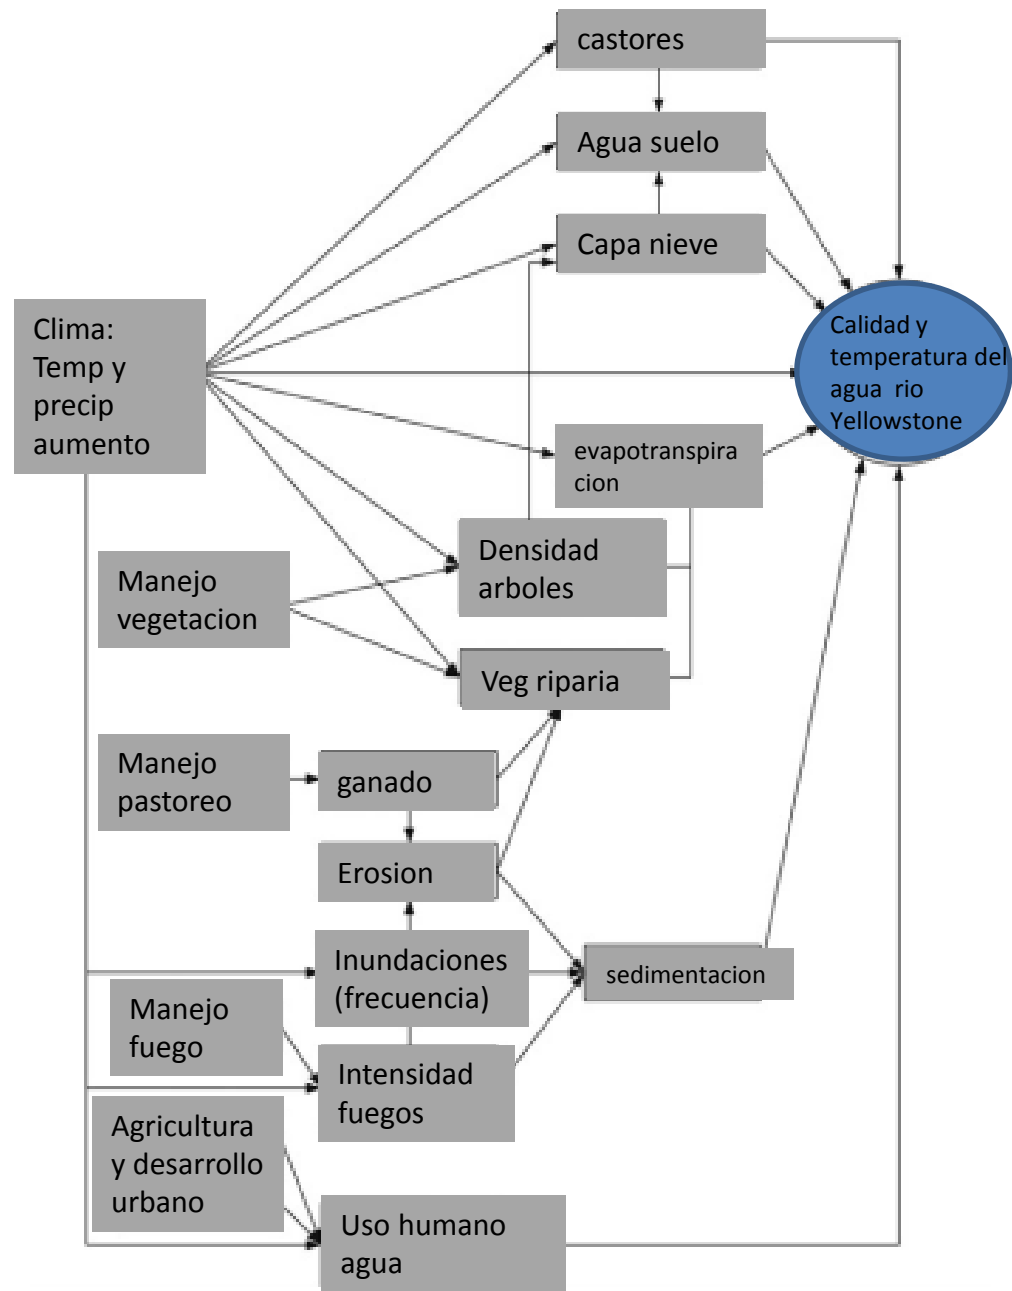 castores
Agua suelo
Capa nieve
Clima:
Temp y
precip
aumento
Calidad y
temperatura del
agua rio
Yellowstone
evapotranspira
cion
Densidad
arboles
Manejo
vegetacion
Veg riparia
Manejo
pastoreo
ganado
Erosion
Inundaciones
(frecuencia)
sedimentacion
Manejo
fuego
Intensidad
fuegos
Agricultura
y desarrollo
urbano
Uso humano
agua